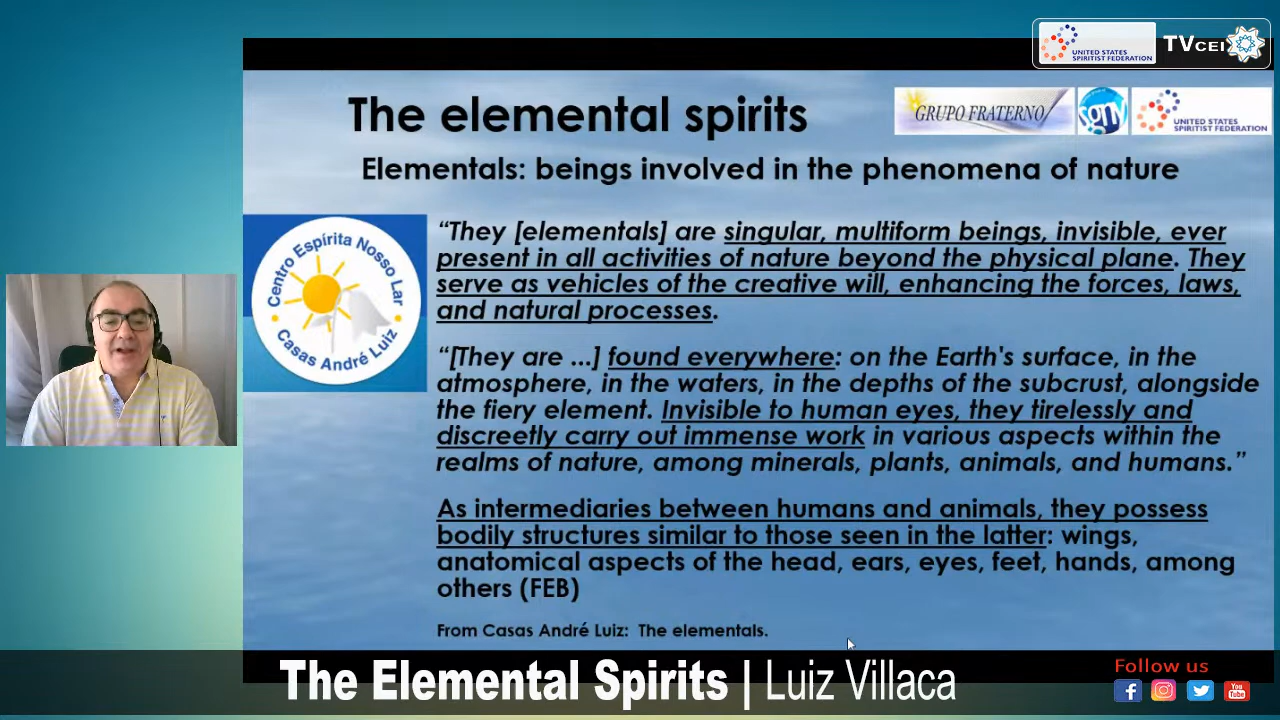 UNITED STATES
SPIRITIST FEDERATION
TVCEI
The elemental spirits
GRUPO FRATERNO
sgny
UNITED STATES
SPIRITIST FEDERATION
Elementals: beings involved in the phenomena of nature
Centro Espírita Nosso Lar
Casas André Luiz
“They [elementals] are singular, multiform beings, invisible, ever
present in all activities of nature beyond the physical plane. They
serve as vehicles of the creative will, enhancing the forces, laws,
and natural processes.
“[They are ...] found everywhere: on the Earth's surface, in the
atmosphere, in the waters, in the depths of the subcrust, alongside
the fiery element. Invisible to human eyes, they tirelessly and
discreetly carry out immense work in various aspects within the
realms of nature, among minerals, plants, animals, and humans.”
As intermediaries between humans and animals, they possess
bodily structures similar to those seen in the latter: wings,
anatomical aspects of the head, ears, eyes, feet, hands, among
others (FEB)
From Casas André Luiz: The elementals.
The Elemental Spirits | Luiz Villaca
Follow us
You Tube